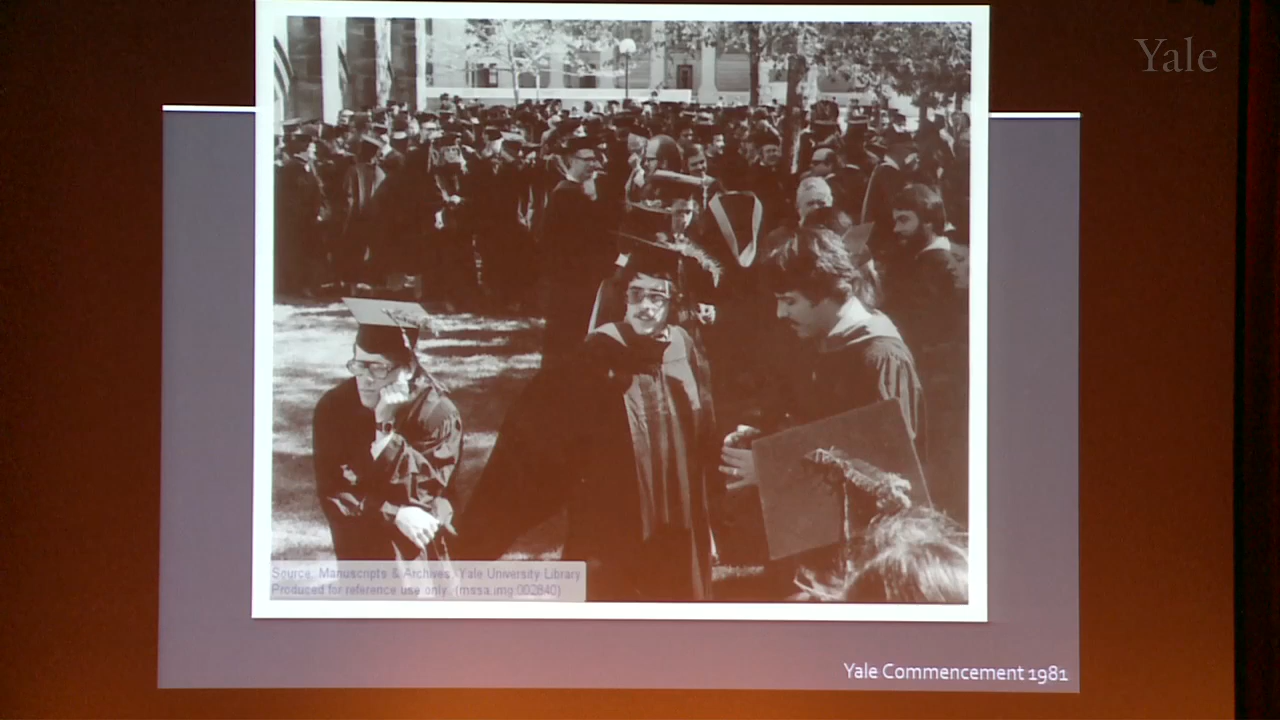 Yale
Source: Manuscripts & Archives, Yale University Library
Produced for reference use only. (mssa.img.002840)
Yale Commencement 1981